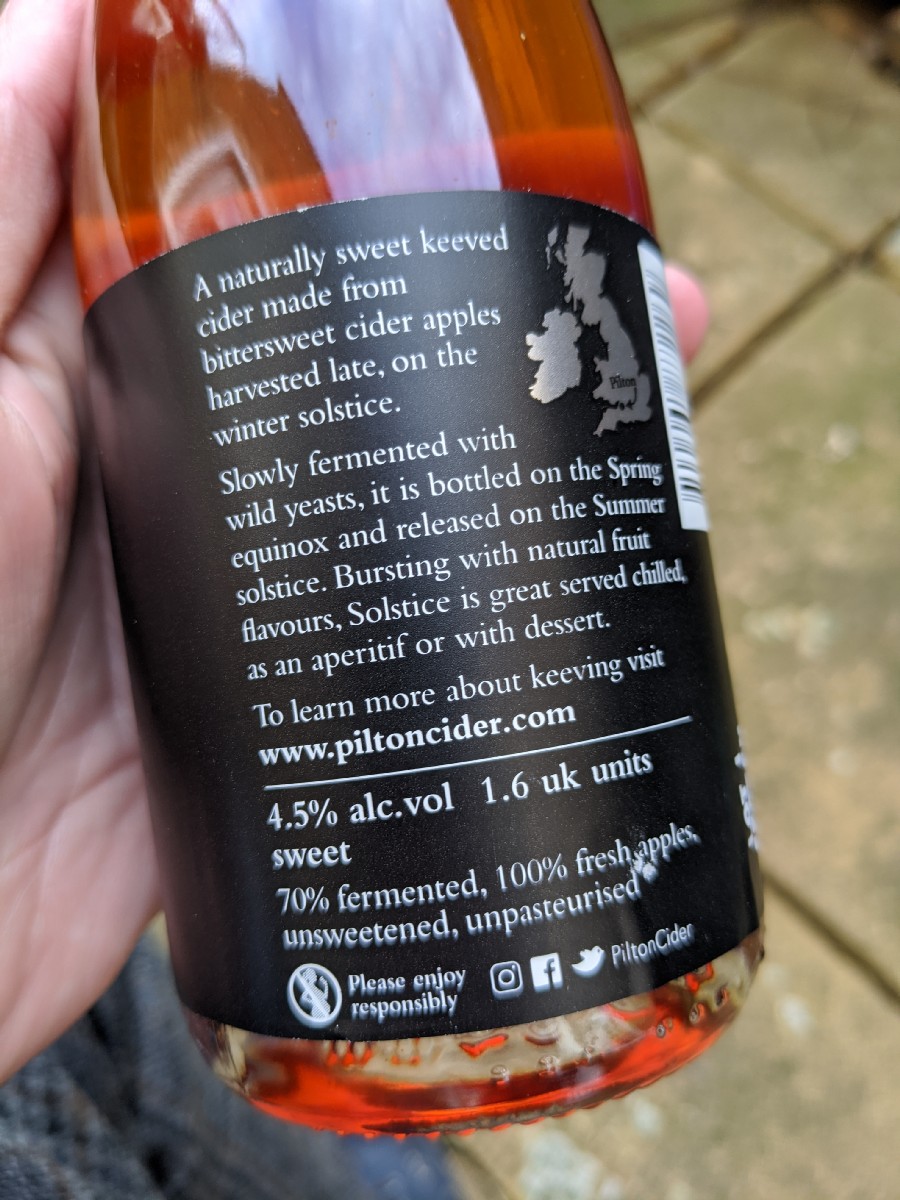 A naturally sweet keeved
cider made from
bittersweet cider apples
harvested late, on the
winter solstice.
Pilton
Slowly fermented with
wild yeasts, it is bottled on the Spring
equinox and released on the Summer
solstice. Bursting with natural fruit
flavours, Solstice is great served chilled,
as an aperitif or with dessert.
To learn more about keeving visit
www.piltoncider.com
4.5% alc.vol 1.6 uk units
sweet
70% fermented, 100% fresh apples,
unsweetened, unpasteurised
Please enjoy
responsibly
PiltonCider